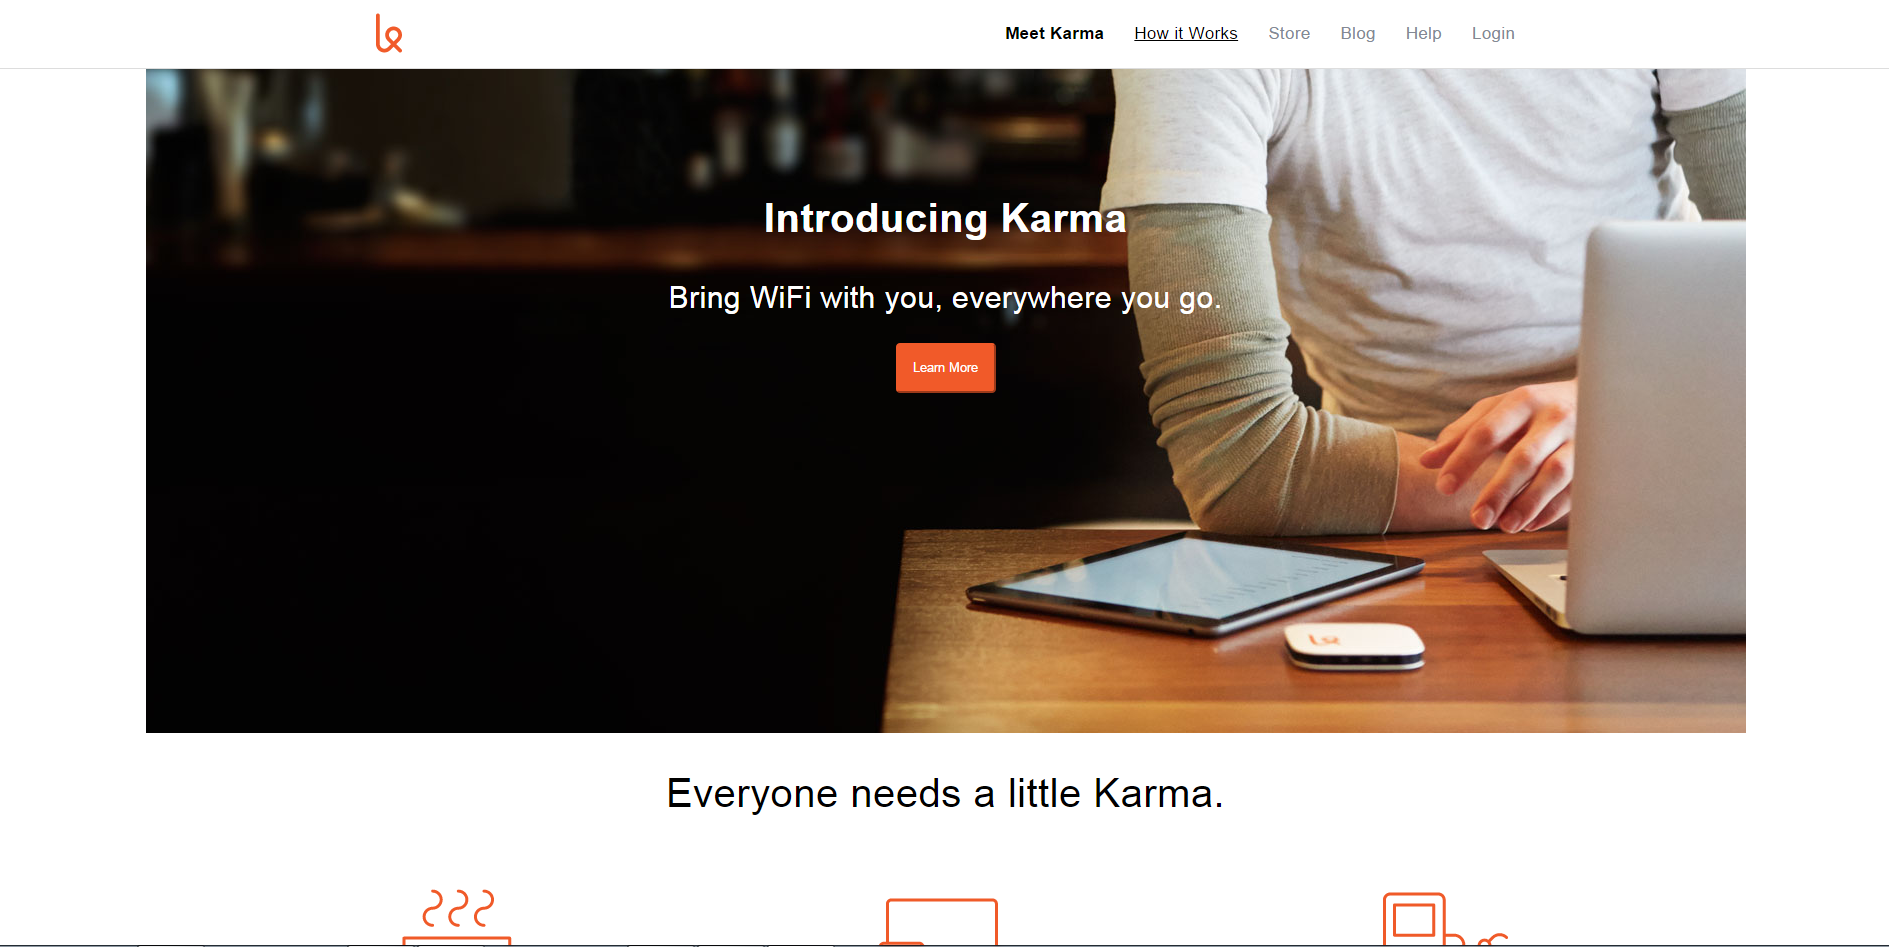 Meet Karma How it Works Store Blog Help Login
Introducing Karma
Bring WiFi with you, everywhere you go.
Learn More
Everyone needs a little Karma.